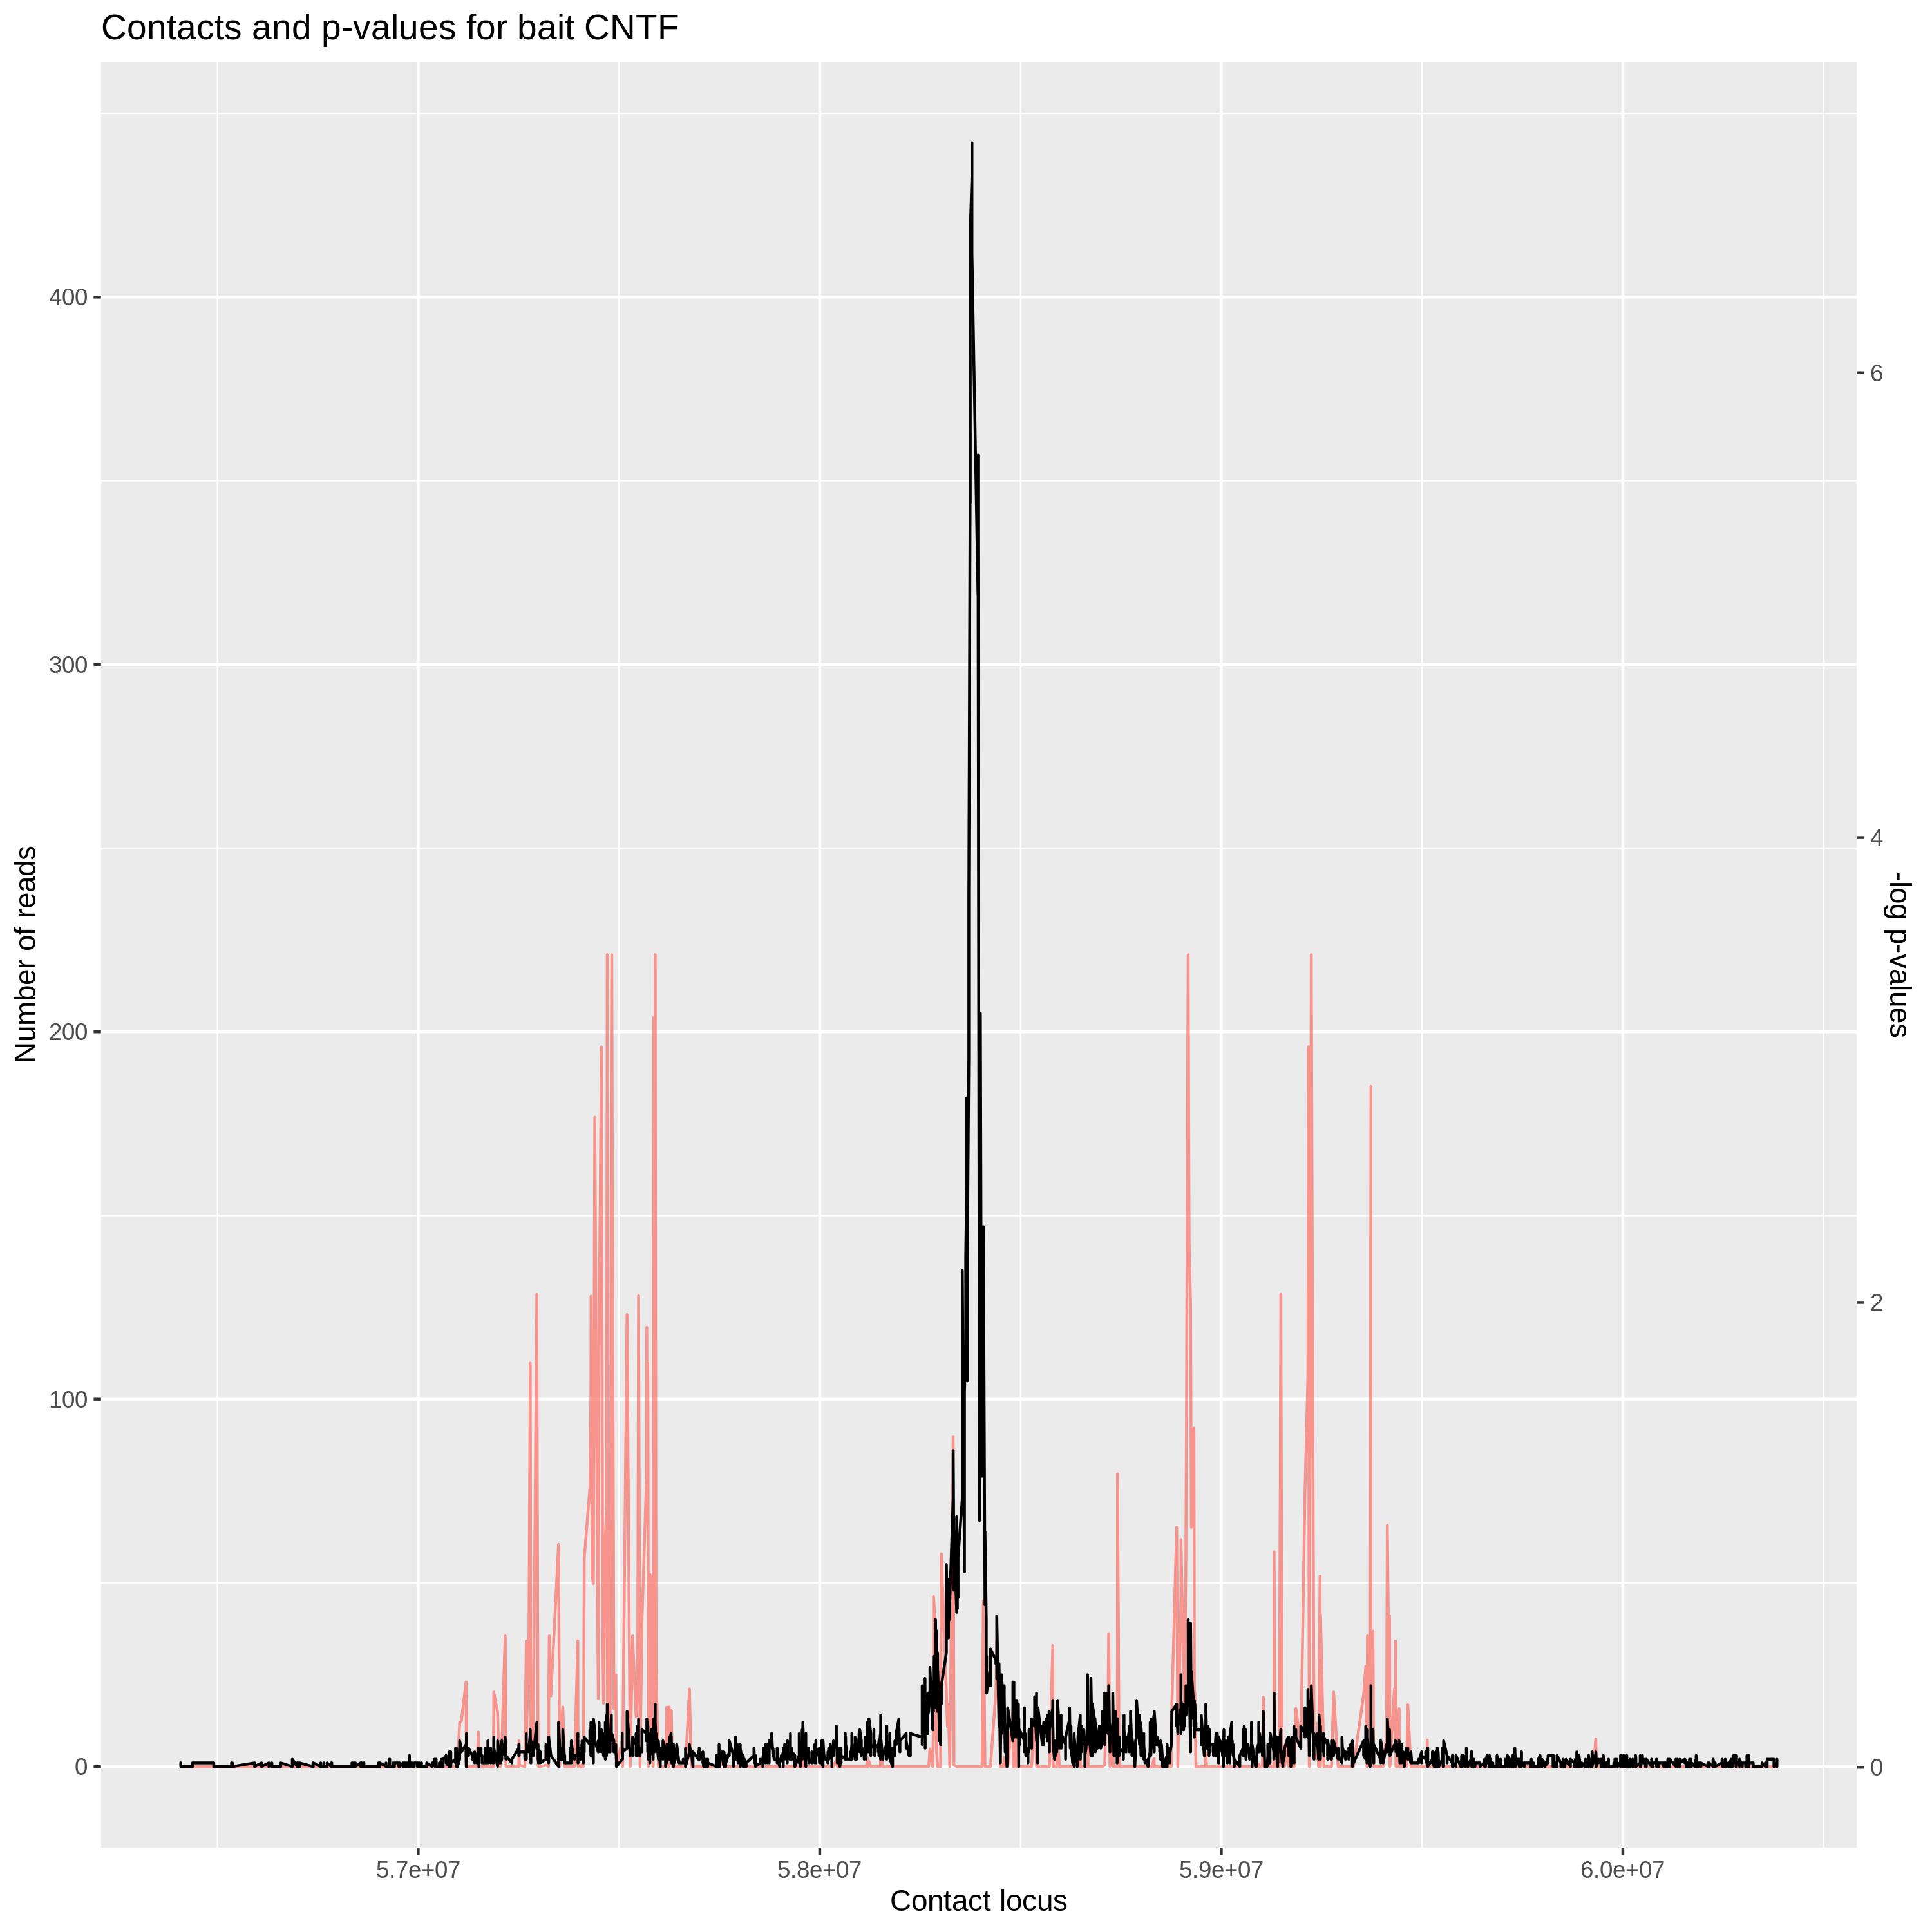 Contacts and p-values for bait CNTF
Number of reads
400
300
200
100
0
6
4
2
0
-log p-values
5.7e+07
5.8e+07
5.9e+07
6.0e+07
Contact locus